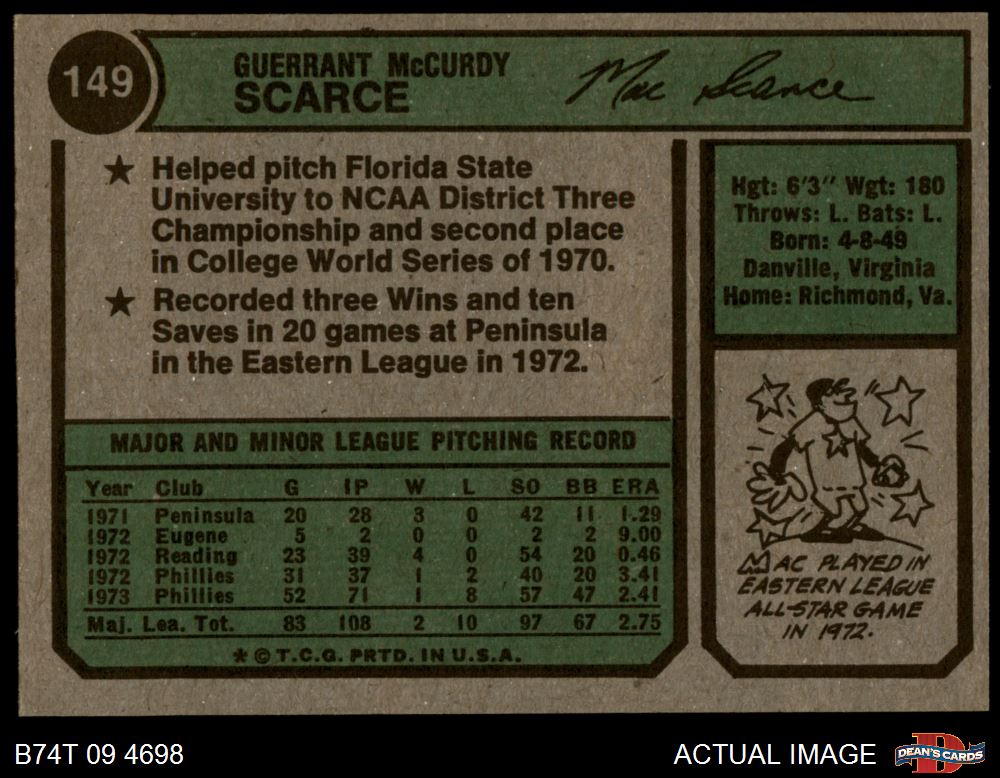 149
GUERRANT McCURDY
SCARCE
Mac Scarce
★ Helped pitch Florida State
University to NCAA District Three
Championship and second place
in College World Series of 1970.
★ Recorded three Wins and ten
Saves in 20 games at Peninsula
in the Eastern League in 1972.
MAJOR AND MINOR LEAGUE PITCHING RECORD
Year Club G IP W L SO BB ERA
1971 Peninsula 20 28 3 0 42 11 1.29
1972 Eugene 5 2 0 0 2 2 9.00
1972 Reading 23 39 4 0 54 20 0.46
1972 Phillies 31 37 1 2 40 20 3.41
1973 Phillies 52 71 1 8 57 47 2.41
Maj. Lea. Tot. 83 108 2 10 97 67 2.75
* © T.C.G. PRTD. IN U.S.A.
Hgt: 6'3" Wgt: 180
Throws: L. Bats: L.
Born: 4-8-49
Danville, Virginia
Home: Richmond, Va.
MAC PLAYED IN
EASTERN LEAGUE
ALL-STAR GAME
IN 1972.
B74T 09 4698
ACTUAL IMAGE
DEAN'S CARDS